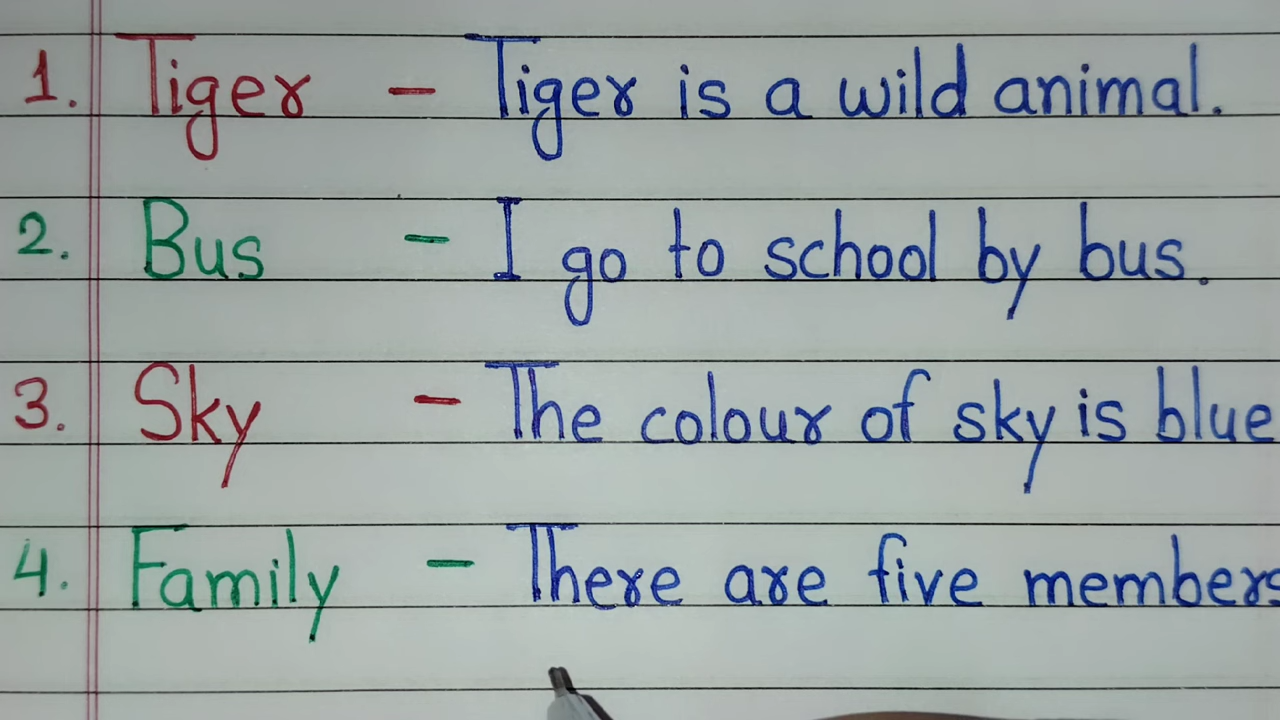 1. Tiger - Tiger is a wild animal.
2. Bus - I go to school by bus.
3. Sky - The colour of sky is blue
4. Family - There are five members